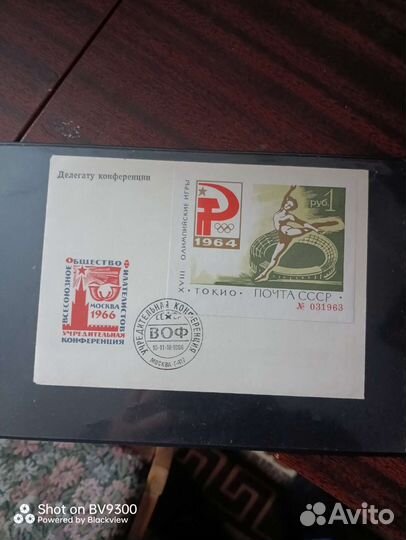 Делегату конференции
XVIII ОЛИМПИЙСКИЕ ИГРЫ
1964
РУБ. 1
• ТОКИО • ПОЧТА СССР •
№ 031963
ВСЕСОЮЗНОЕ ОБЩЕСТВО ФИЛАТЕЛИСТОВ
МОСКВА
1966
УЧРЕДИТЕЛЬНАЯ
КОНФЕРЕНЦИЯ
УЧРЕДИТЕЛЬНАЯ КОНФЕРЕНЦИЯ
СССР
ВОФ
МОСКВА
Shot on BV9300
Powered by Blackview
Avito